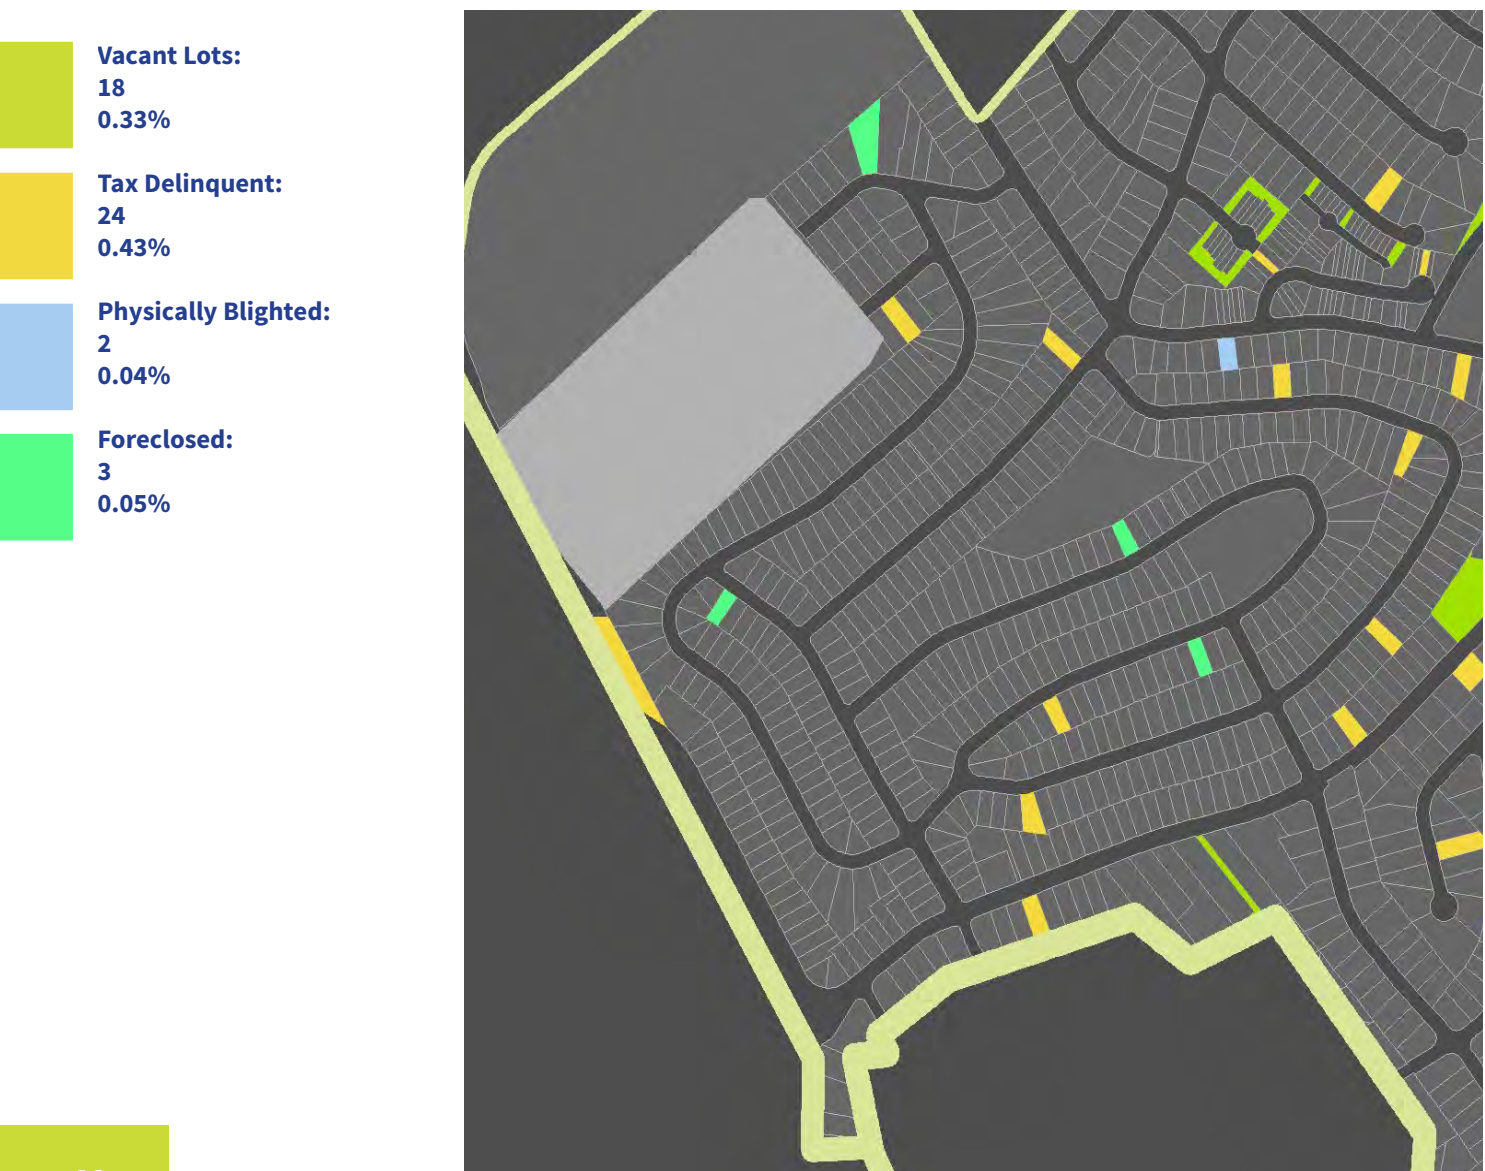 Vacant Lots:
18
0.33%
Tax Delinquent:
24
0.43%
Physically Blighted:
2
0.04%
Foreclosed:
3
0.05%